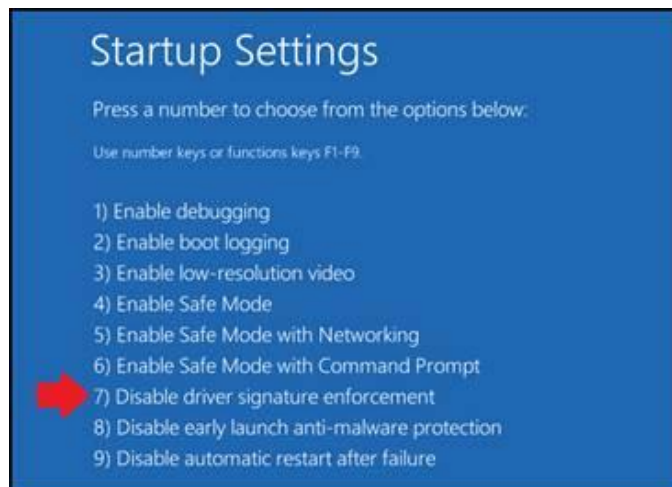 Startup Settings
Press a number to choose from the options below:
Use number keys or functions keys F1-F9.
1) Enable debugging
2) Enable boot logging
3) Enable low-resolution video
4) Enable Safe Mode
5) Enable Safe Mode with Networking
6) Enable Safe Mode with Command Prompt
7) Disable driver signature enforcement
8) Disable early launch anti-malware protection
9) Disable automatic restart after failure